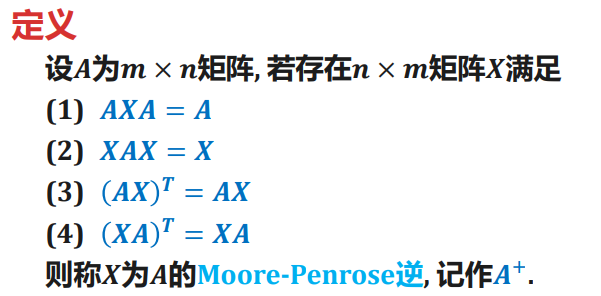 定义
设A为m × n矩阵, 若存在n × m矩阵X满足
(1) AXA = A
(2) XAX = X
(3) (AX)ᵀ = AX
(4) (XA)ᵀ = XA
则称X为A的Moore-Penrose逆, 记作A⁺.